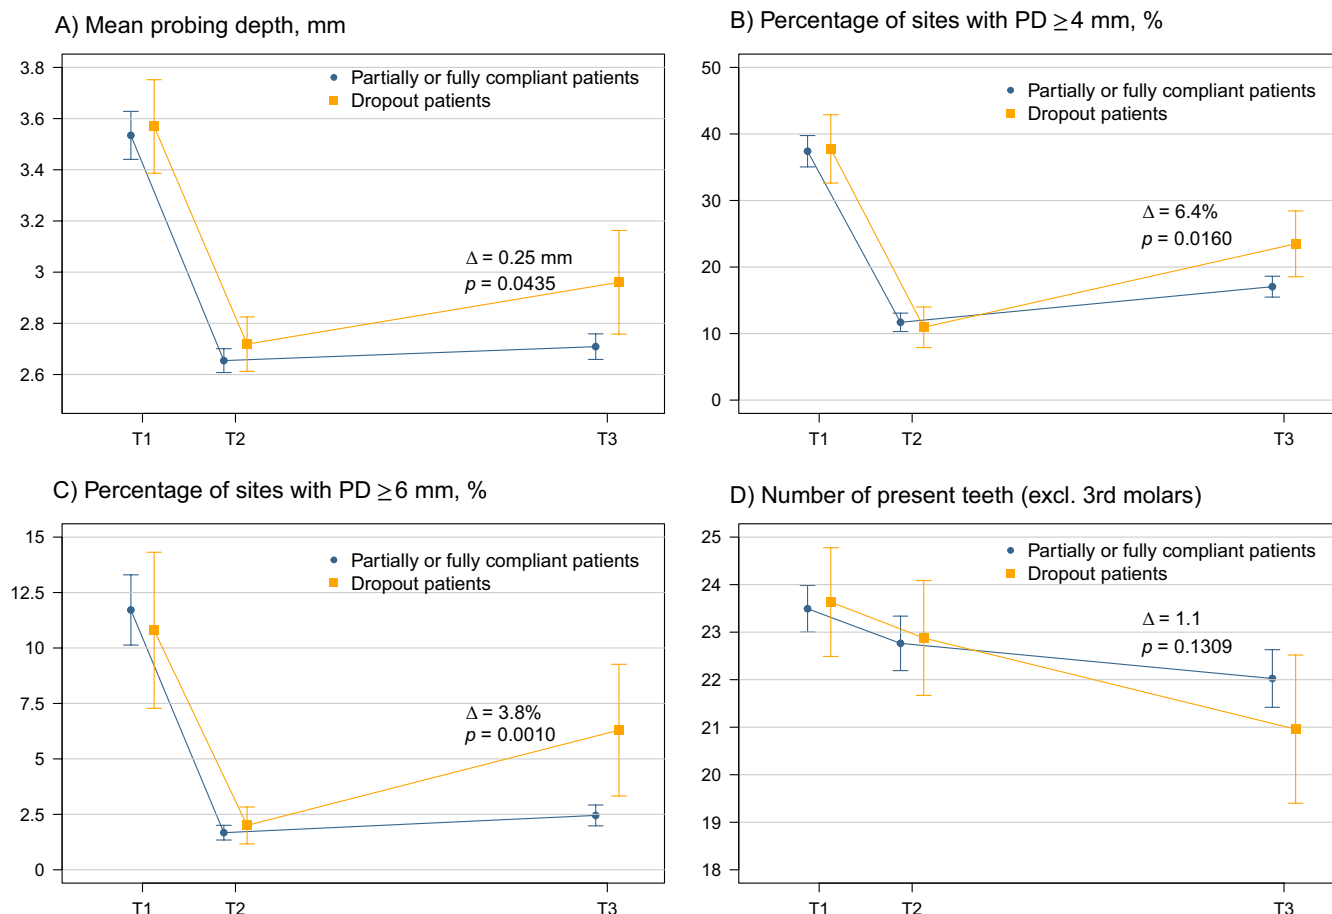 A) Mean probing depth, mm
3.8
3.6
3.4
3.2
3
2.8
2.6
Partially or fully compliant patients
Dropout patients
Δ = 0.25 mm
p = 0.0435
T1 T2 T3
B) Percentage of sites with PD ≥4 mm, %
50
40
30
20
10
0
Partially or fully compliant patients
Dropout patients
Δ = 6.4%
p = 0.0160
T1 T2 T3
C) Percentage of sites with PD ≥6 mm, %
15
12.5
10
7.5
5
2.5
0
Partially or fully compliant patients
Dropout patients
Δ = 3.8%
p = 0.0010
T1 T2 T3
D) Number of present teeth (excl. 3rd molars)
25
24
23
22
21
20
19
18
Partially or fully compliant patients
Dropout patients
Δ = 1.1
p = 0.1309
T1 T2 T3